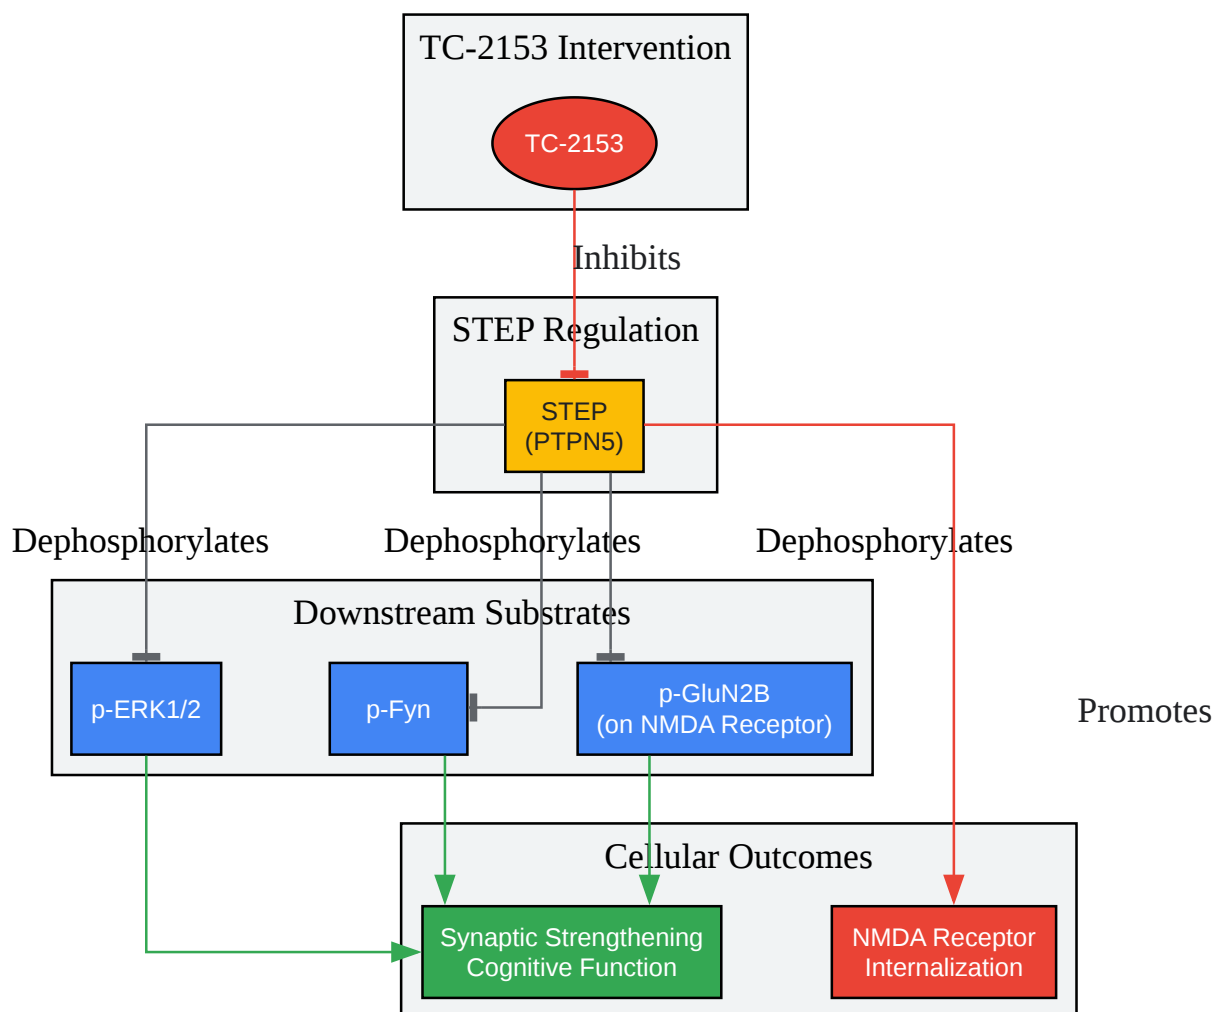 TC-2153 Intervention
TC-2153
Inhibits
STEP Regulation
STEP
(PTPN5)
Dephosphorylates
Dephosphorylates
Dephosphorylates
Downstream Substrates
p-ERK1/2
p-Fyn
p-GluN2B
(on NMDA Receptor)
Promotes
Cellular Outcomes
Synaptic Strengthening
Cognitive Function
NMDA Receptor
Internalization